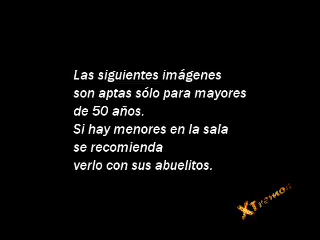 Las siguientes imágenes
son aptas sólo para mayores
de 50 años.
Si hay menores en la sala
se recomienda
verlo con sus abuelitos.
XTremon